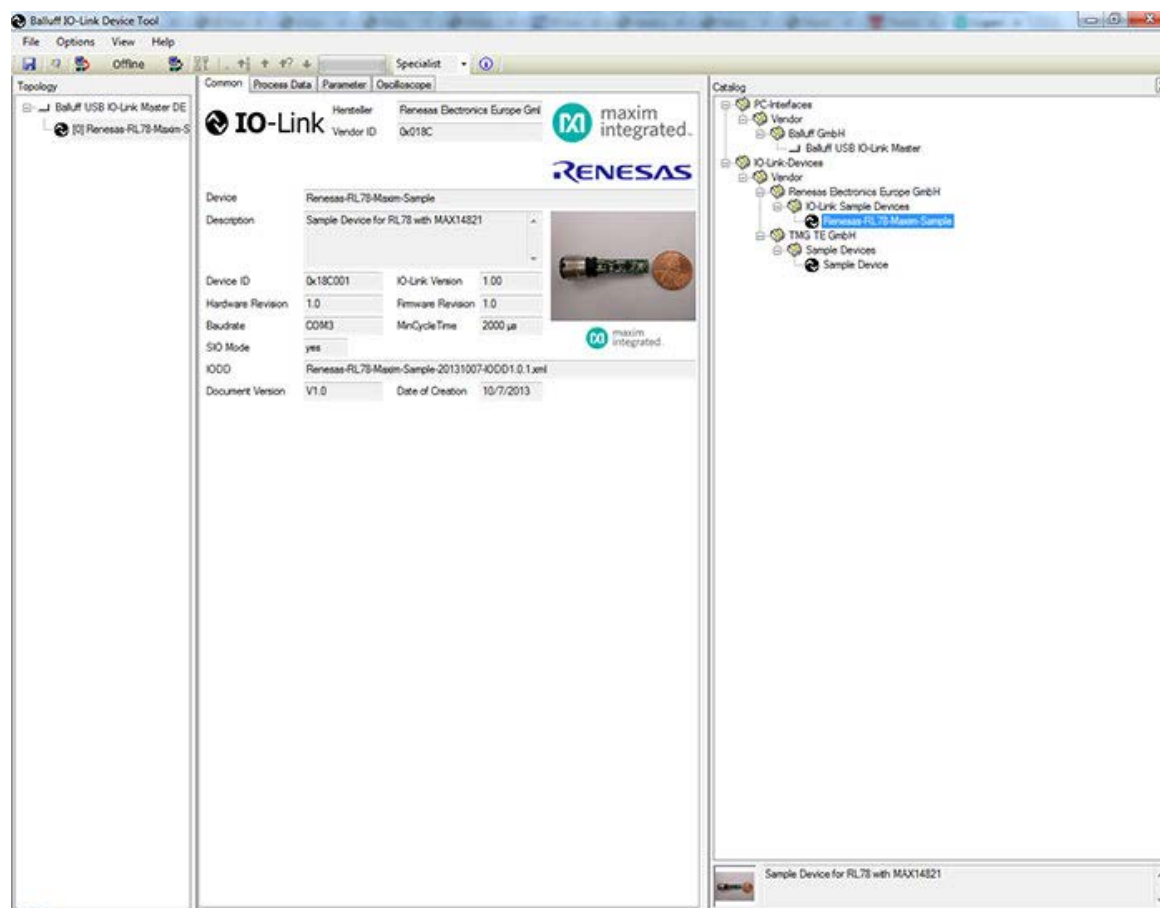 Balluff IO-Link Device Tool
File Options View Help
Offline Specialist
Topology
Balluff USB IO-Link Master DE
[0] Renesas-RL78-Maxim-S
Common Process Data Parameter Oscilloscope
IO-Link
Hersteller Renesas Electronics Europe Gml
Vendor ID 0x018C
maxim
integrated.
RENESAS
Device Renesas-RL78-Maxim-Sample
Description Sample Device for RL78 with MAX14821
Device ID 0x18C001 IO-Link Version 1.00
Hardware Revision 1.0 Firmware Revision 1.0
Baudrate COM3 MinCycleTime 2000 µs
SIO Mode yes
maxim
integrated.
IODD Renesas-RL78-Maxim-Sample-20131007-IODD1.0.1.xml
Document Version V1.0 Date of Creation 10/7/2013
Catalog
PC-Interfaces
Vendor
Balluff GmbH
Balluff USB IO-Link Master
IO-Link-Devices
Vendor
Renesas Electronics Europe GmbH
IO-Link Sample Devices
Renesas-RL78-Maxim-Sample
TMG TE GmbH
Sample Devices
Sample Device
Sample Device for RL78 with MAX14821